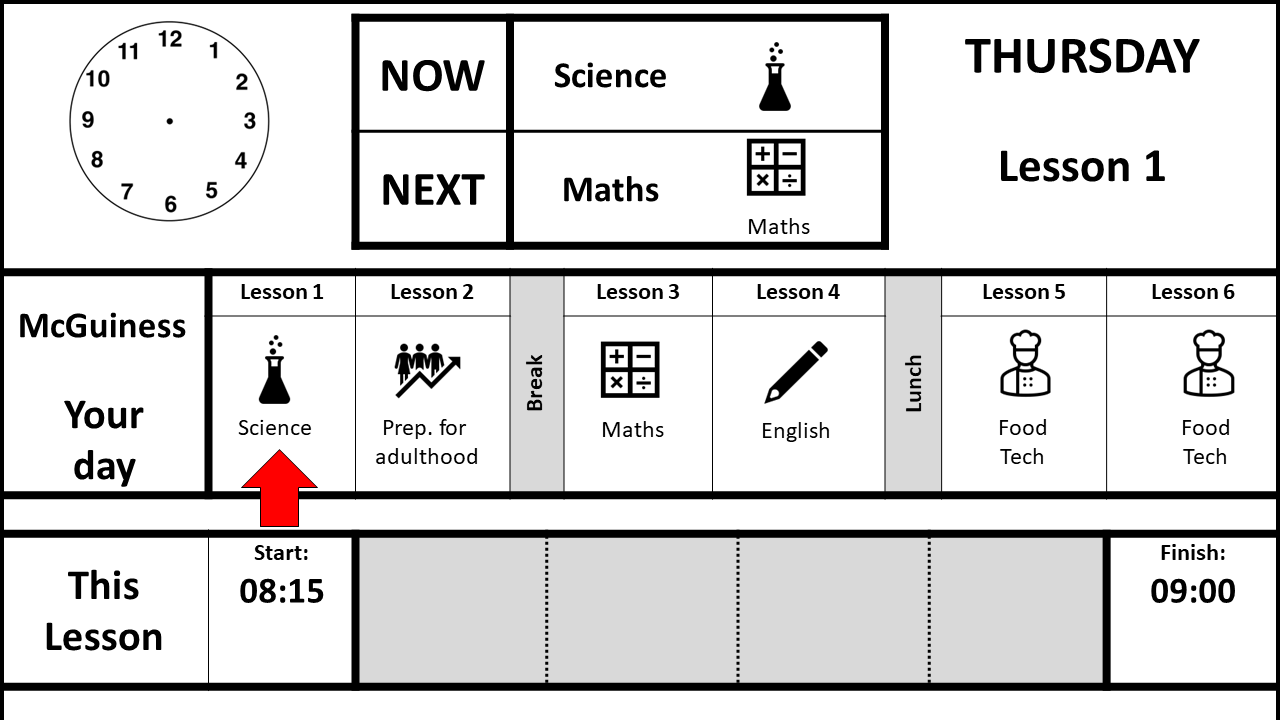 12
11
1
10
2
9
3
8
4
7
5
6
NOW
Science
NEXT
Maths
Maths
THURSDAY
Lesson 1
McGuiness
Your
day
Lesson 1
Science
Lesson 2
Prep. for
adulthood
Break
Lesson 3
Maths
Lesson 4
English
Lunch
Lesson 5
Food
Tech
Lesson 6
Food
Tech
This
Lesson
Start:
08:15
Finish:
09:00